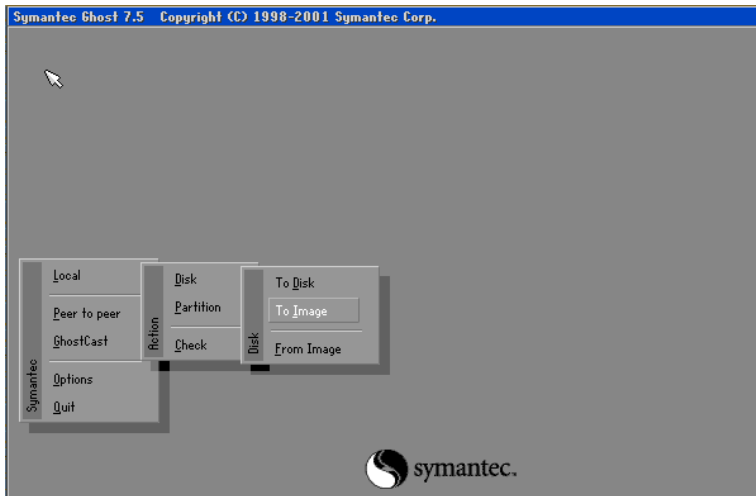 Symantec Ghost 7.5   Copyright (C) 1998-2001 Symantec Corp.
Symantec
Local
Peer to peer
GhostCast
Options
Quit
Action
Disk
Partition
Check
Disk
To Disk
To Image
From Image
symantec.